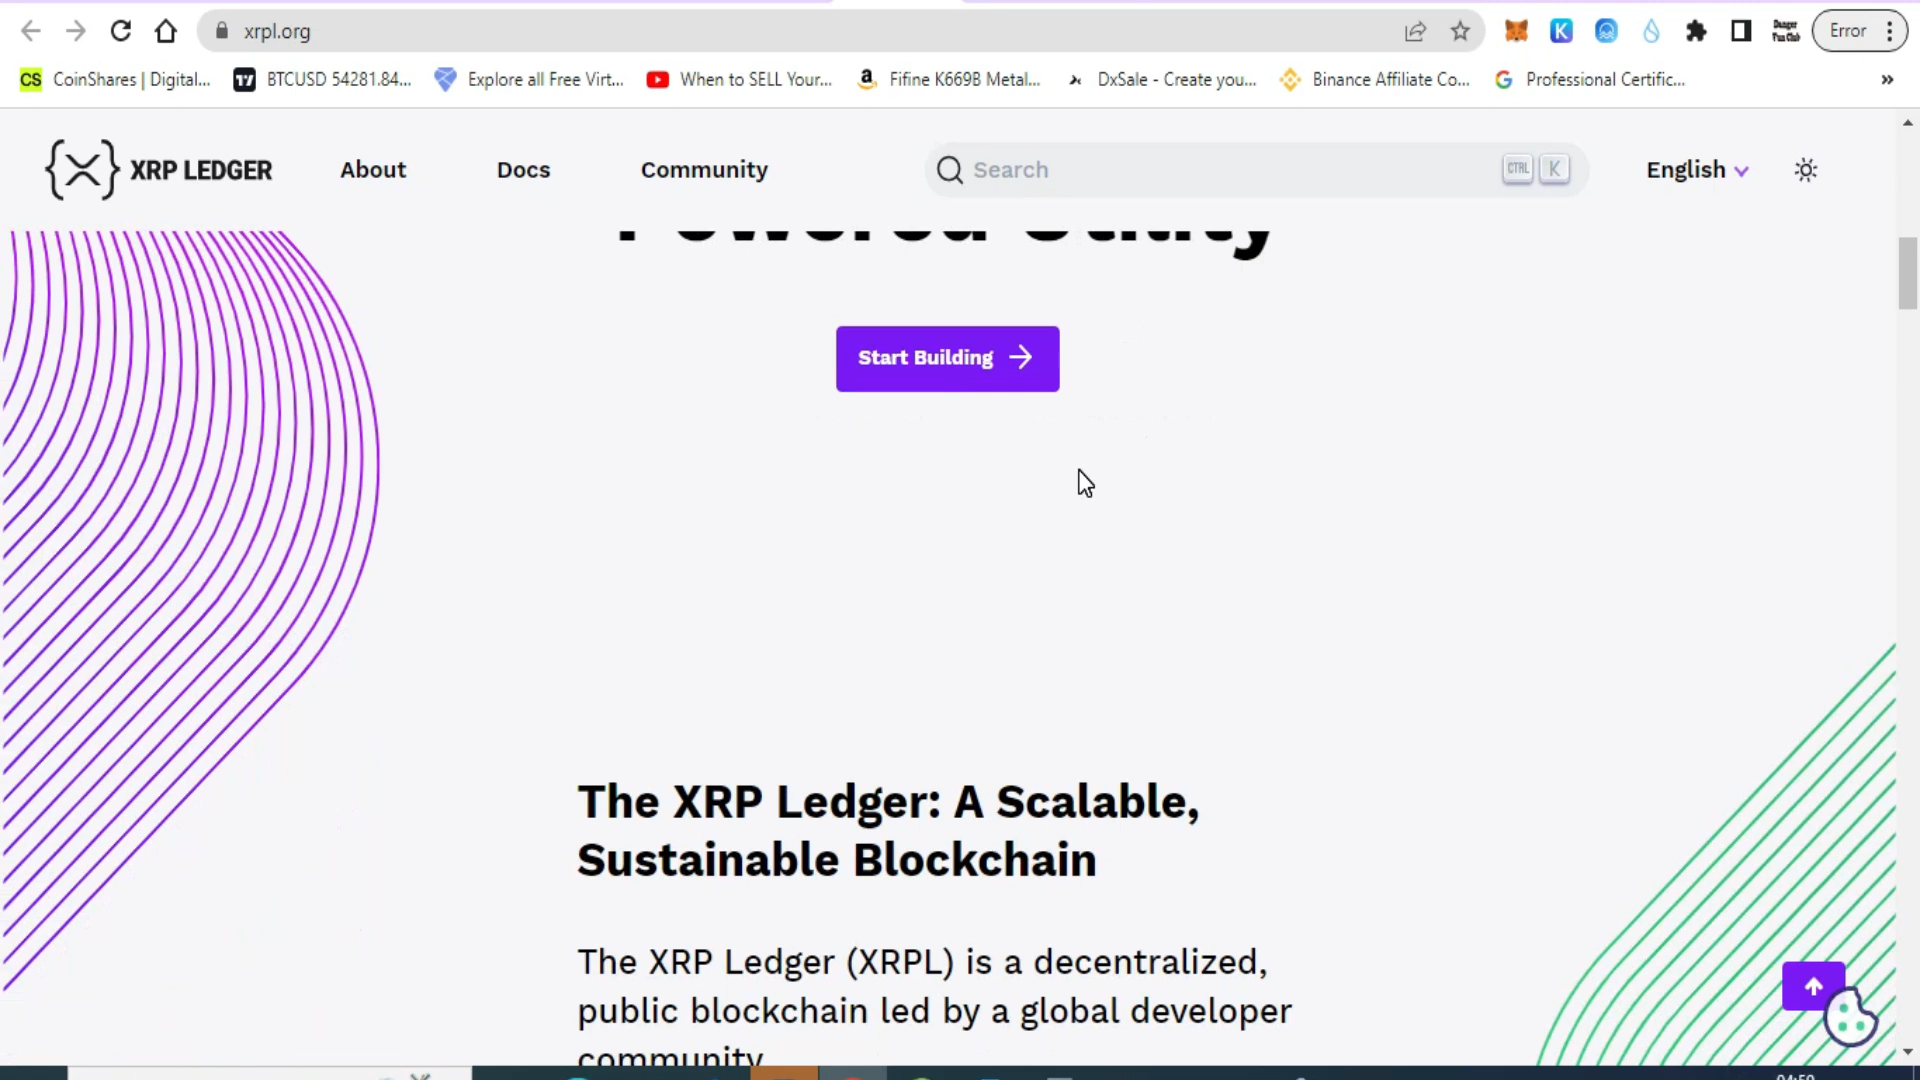 xrpl.org
Error
CS CoinShares | Digital...
BTCUSD 54281.84...
Explore all Free Virt...
When to SELL Your...
Fifine K669B Metal...
DxSale - Create you...
Binance Affiliate Co...
Professional Certific...
XRP LEDGER
About
Docs
Community
Search
CTRL K
English
Powered Utility
Start Building
The XRP Ledger: A Scalable,
Sustainable Blockchain
The XRP Ledger (XRPL) is a decentralized,
public blockchain led by a global developer
community